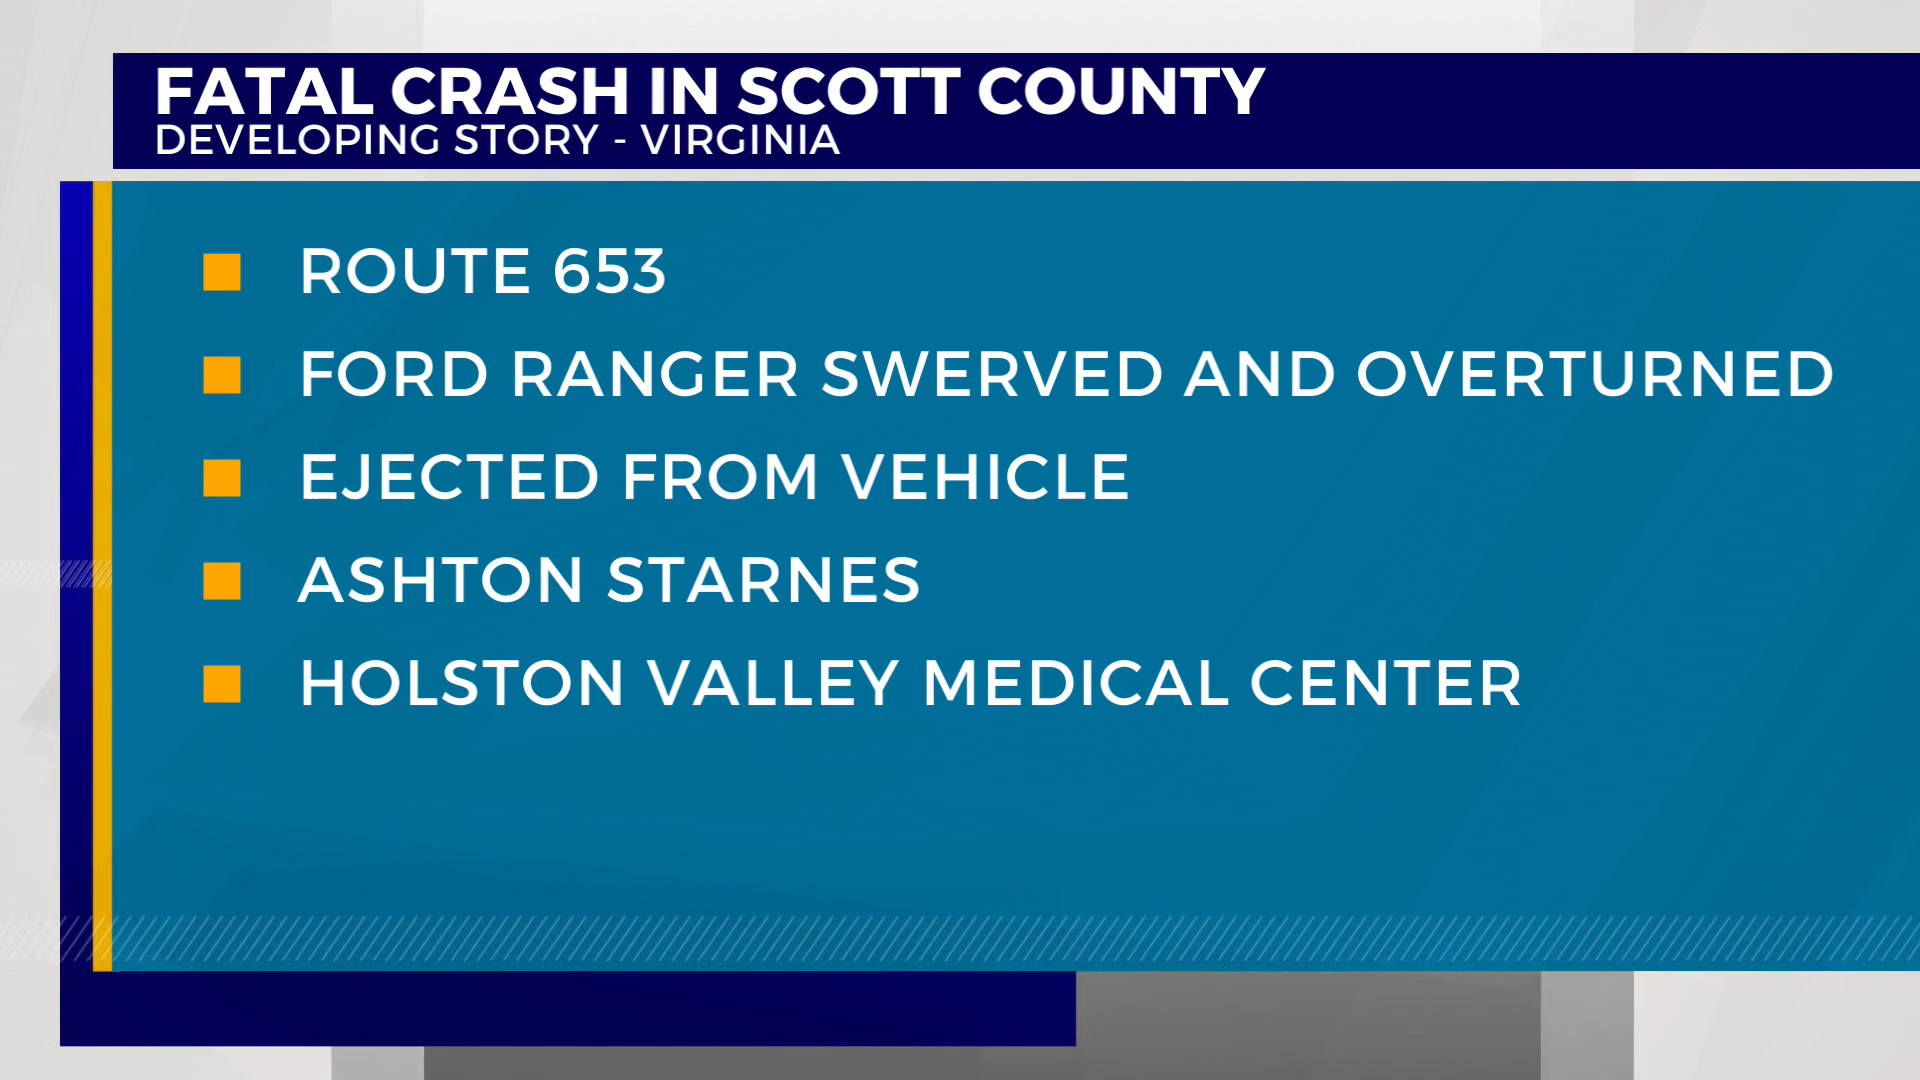 FATAL CRASH IN SCOTT COUNTY
DEVELOPING STORY - VIRGINIA
ROUTE 653
FORD RANGER SWERVED AND OVERTURNED
EJECTED FROM VEHICLE
ASHTON STARNES
HOLSTON VALLEY MEDICAL CENTER